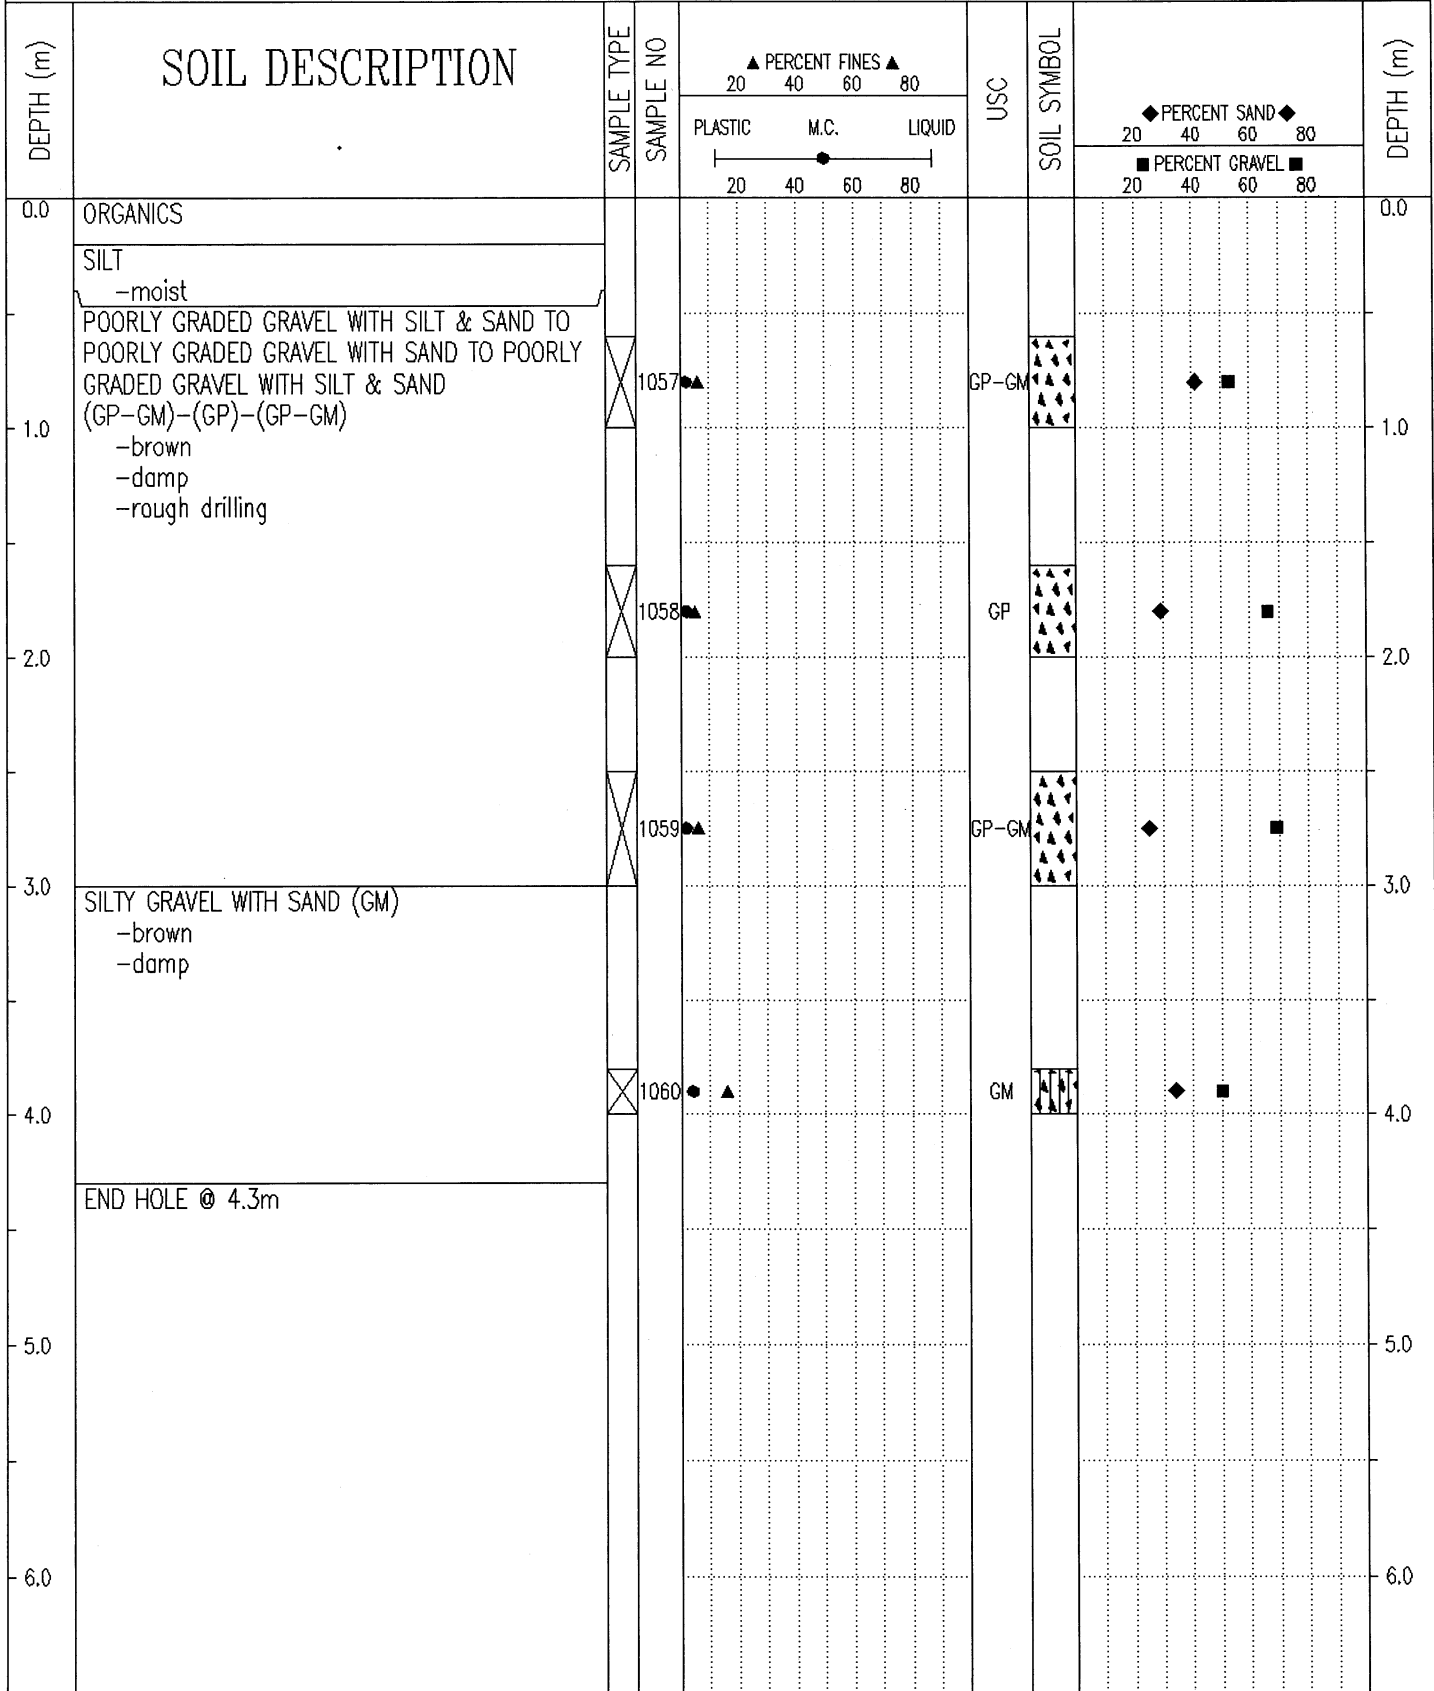 DEPTH (m)
SOIL DESCRIPTION
SAMPLE TYPE
SAMPLE NO
▲ PERCENT FINES ▲
20 40 60 80
PLASTIC M.C. LIQUID
20 40 60 80
USC
SOIL SYMBOL
◆ PERCENT SAND ◆
20 40 60 80
■ PERCENT GRAVEL ■
20 40 60 80
DEPTH (m)
0.0 ORGANICS 0.0
SILT
-moist
POORLY GRADED GRAVEL WITH SILT & SAND TO
POORLY GRADED GRAVEL WITH SAND TO POORLY
GRADED GRAVEL WITH SILT & SAND
1057 GP-GM
(GP-GM)-(GP)-(GP-GM)
1.0 1.0
-brown
-damp
-rough drilling
1058 GP
2.0 2.0
1059 GP-GM
3.0 3.0
SILTY GRAVEL WITH SAND (GM)
-brown
-damp
1060 GM
4.0 4.0
END HOLE @ 4.3m
5.0 5.0
6.0 6.0